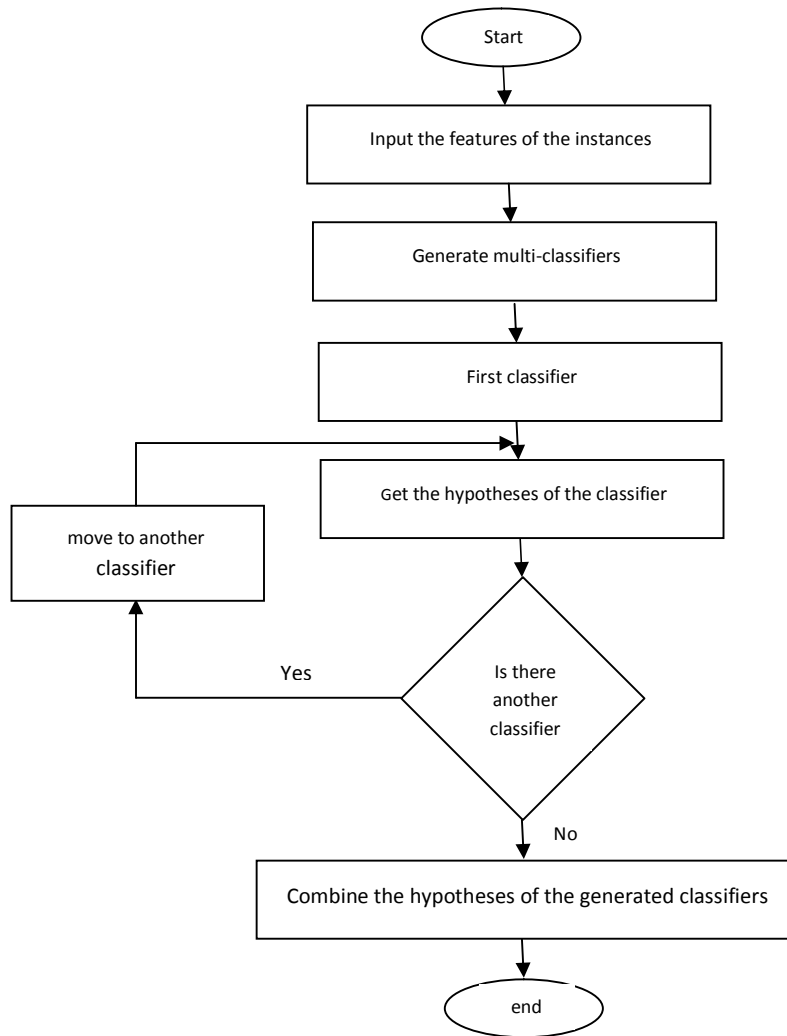 Start
Input the features of the instances
Generate multi-classifiers
First classifier
Get the hypotheses of the classifier
move to another
classifier
Is there
another
classifier
Yes
No
Combine the hypotheses of the generated classifiers
end